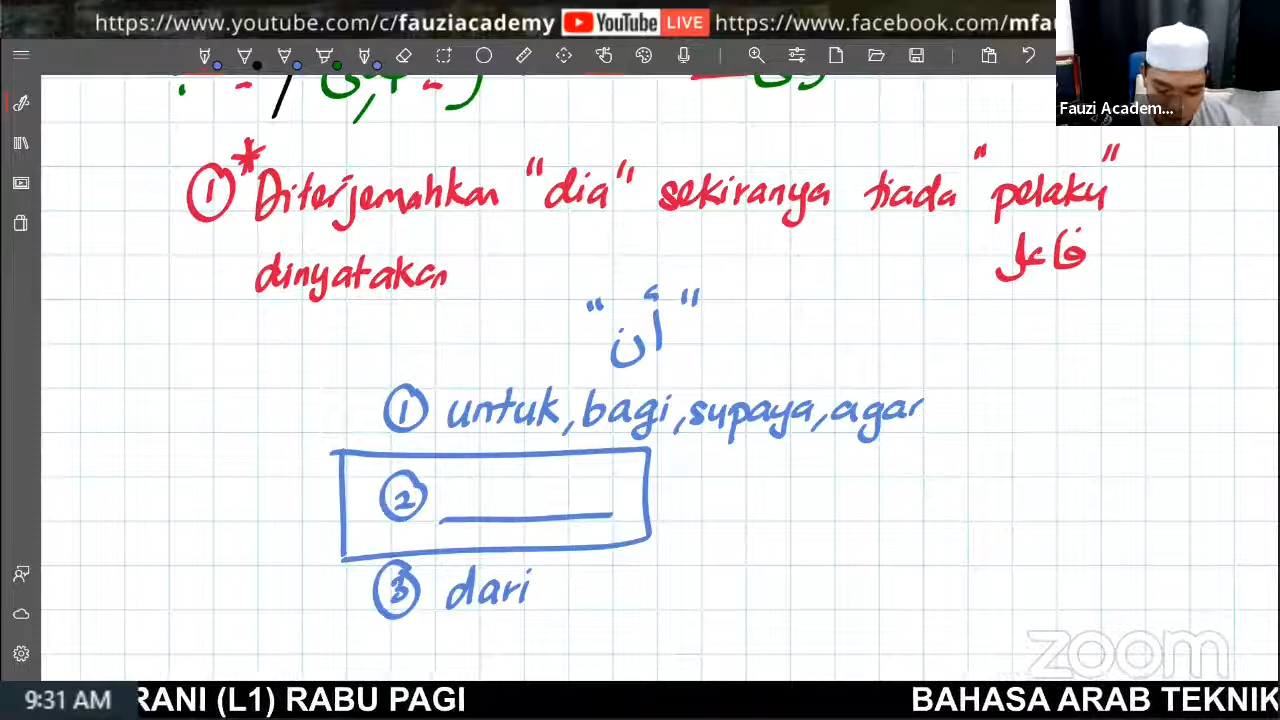 https://www.youtube.com/c/fauziacademy YouTube LIVE https://www.facebook.com/mfau
Fauzi Academ...
① * Diterjemahkan "dia" sekiranya tiada "pelaku"
فاعل
dinyatakan
"أن"
① untuk, bagi, supaya, agar
②
③ dari
zoom
9:31 AM RANI (L1) RABU PAGI BAHASA ARAB TEKNIK